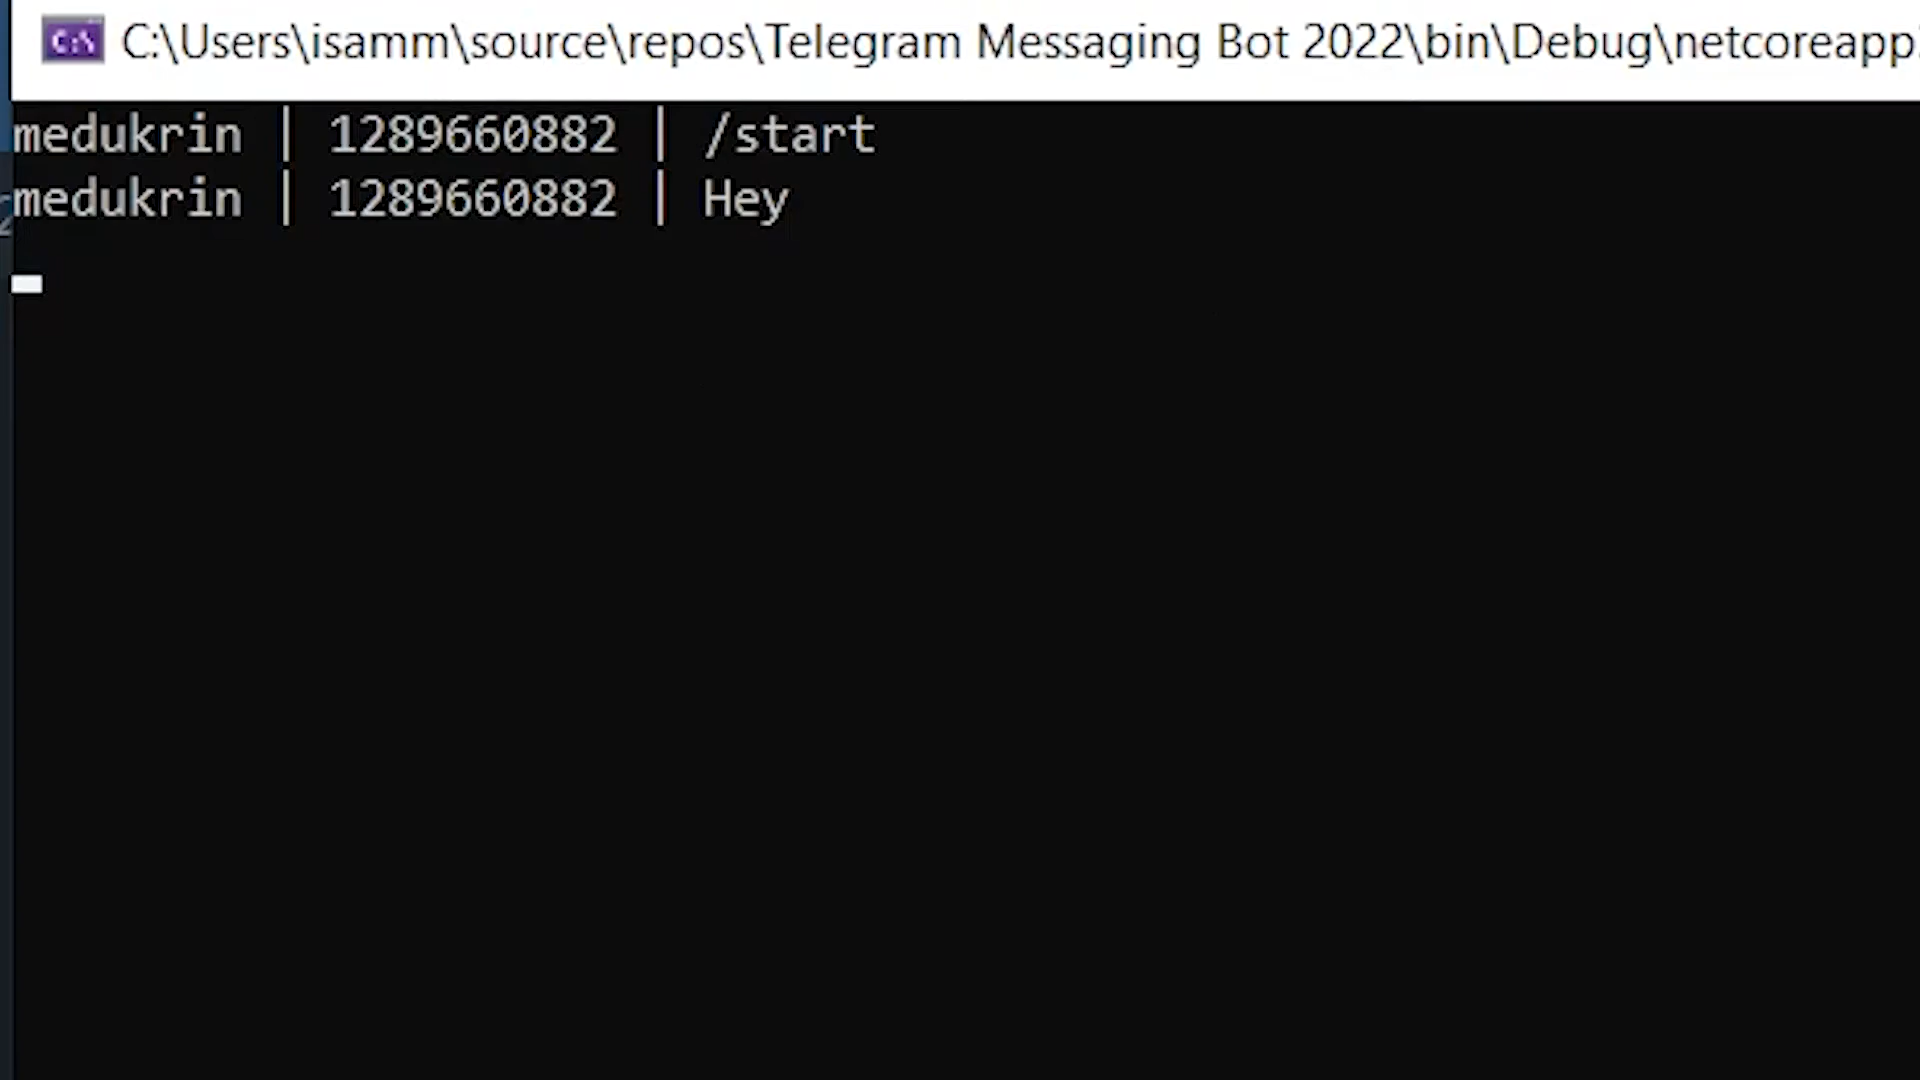 C:\Users\isamm\source\repos\Telegram Messaging Bot 2022\bin\Debug\netcoreapp
medukrin | 1289660882 | /start
medukrin | 1289660882 | Hey